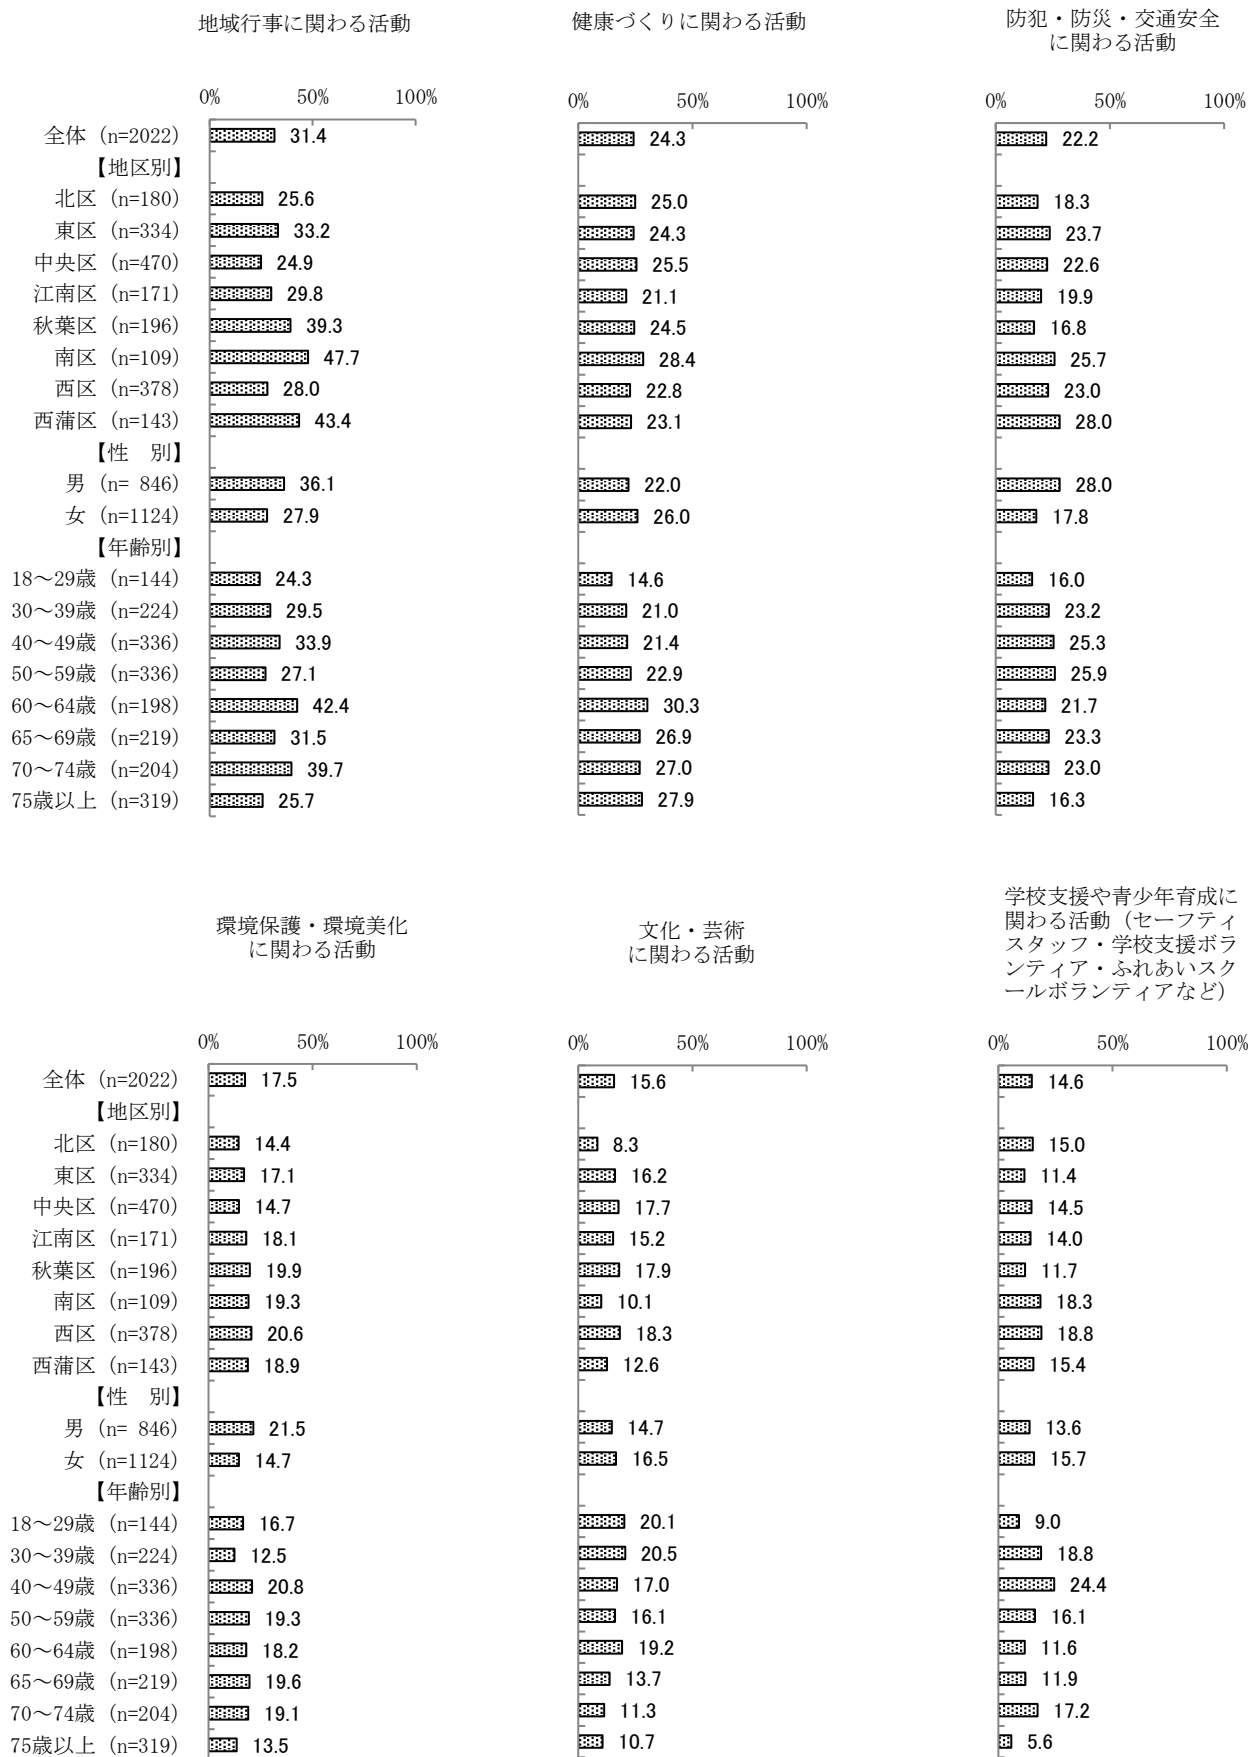 地域行事に関わる活動
0% 50% 100%
全体 (n=2022) 31.4
【地区別】
北区 (n=180) 25.6
東区 (n=334) 33.2
中央区 (n=470) 24.9
江南区 (n=171) 29.8
秋葉区 (n=196) 39.3
南区 (n=109) 47.7
西区 (n=378) 28.0
西蒲区 (n=143) 43.4
【性　別】
男 (n= 846) 36.1
女 (n=1124) 27.9
【年齢別】
18～29歳 (n=144) 24.3
30～39歳 (n=224) 29.5
40～49歳 (n=336) 33.9
50～59歳 (n=336) 27.1
60～64歳 (n=198) 42.4
65～69歳 (n=219) 31.5
70～74歳 (n=204) 39.7
75歳以上 (n=319) 25.7
健康づくりに関わる活動
0% 50% 100%
24.3
25.0
24.3
25.5
21.1
24.5
28.4
22.8
23.1
22.0
26.0
14.6
21.0
21.4
22.9
30.3
26.9
27.0
27.9
防犯・防災・交通安全
に関わる活動
0% 50% 100%
22.2
18.3
23.7
22.6
19.9
16.8
25.7
23.0
28.0
28.0
17.8
16.0
23.2
25.3
25.9
21.7
23.3
23.0
16.3
環境保護・環境美化
に関わる活動
0% 50% 100%
全体 (n=2022) 17.5
【地区別】
北区 (n=180) 14.4
東区 (n=334) 17.1
中央区 (n=470) 14.7
江南区 (n=171) 18.1
秋葉区 (n=196) 19.9
南区 (n=109) 19.3
西区 (n=378) 20.6
西蒲区 (n=143) 18.9
【性　別】
男 (n= 846) 21.5
女 (n=1124) 14.7
【年齢別】
18～29歳 (n=144) 16.7
30～39歳 (n=224) 12.5
40～49歳 (n=336) 20.8
50～59歳 (n=336) 19.3
60～64歳 (n=198) 18.2
65～69歳 (n=219) 19.6
70～74歳 (n=204) 19.1
75歳以上 (n=319) 13.5
文化・芸術
に関わる活動
0% 50% 100%
15.6
8.3
16.2
17.7
15.2
17.9
10.1
18.3
12.6
14.7
16.5
20.1
20.5
17.0
16.1
19.2
13.7
11.3
10.7
学校支援や青少年育成に
関わる活動（セーフティ
スタッフ・学校支援ボラ
ンティア・ふれあいスク
ールボランティアなど）
0% 50% 100%
14.6
15.0
11.4
14.5
14.0
11.7
18.3
18.8
15.4
13.6
15.7
9.0
18.8
24.4
16.1
11.6
11.9
17.2
5.6